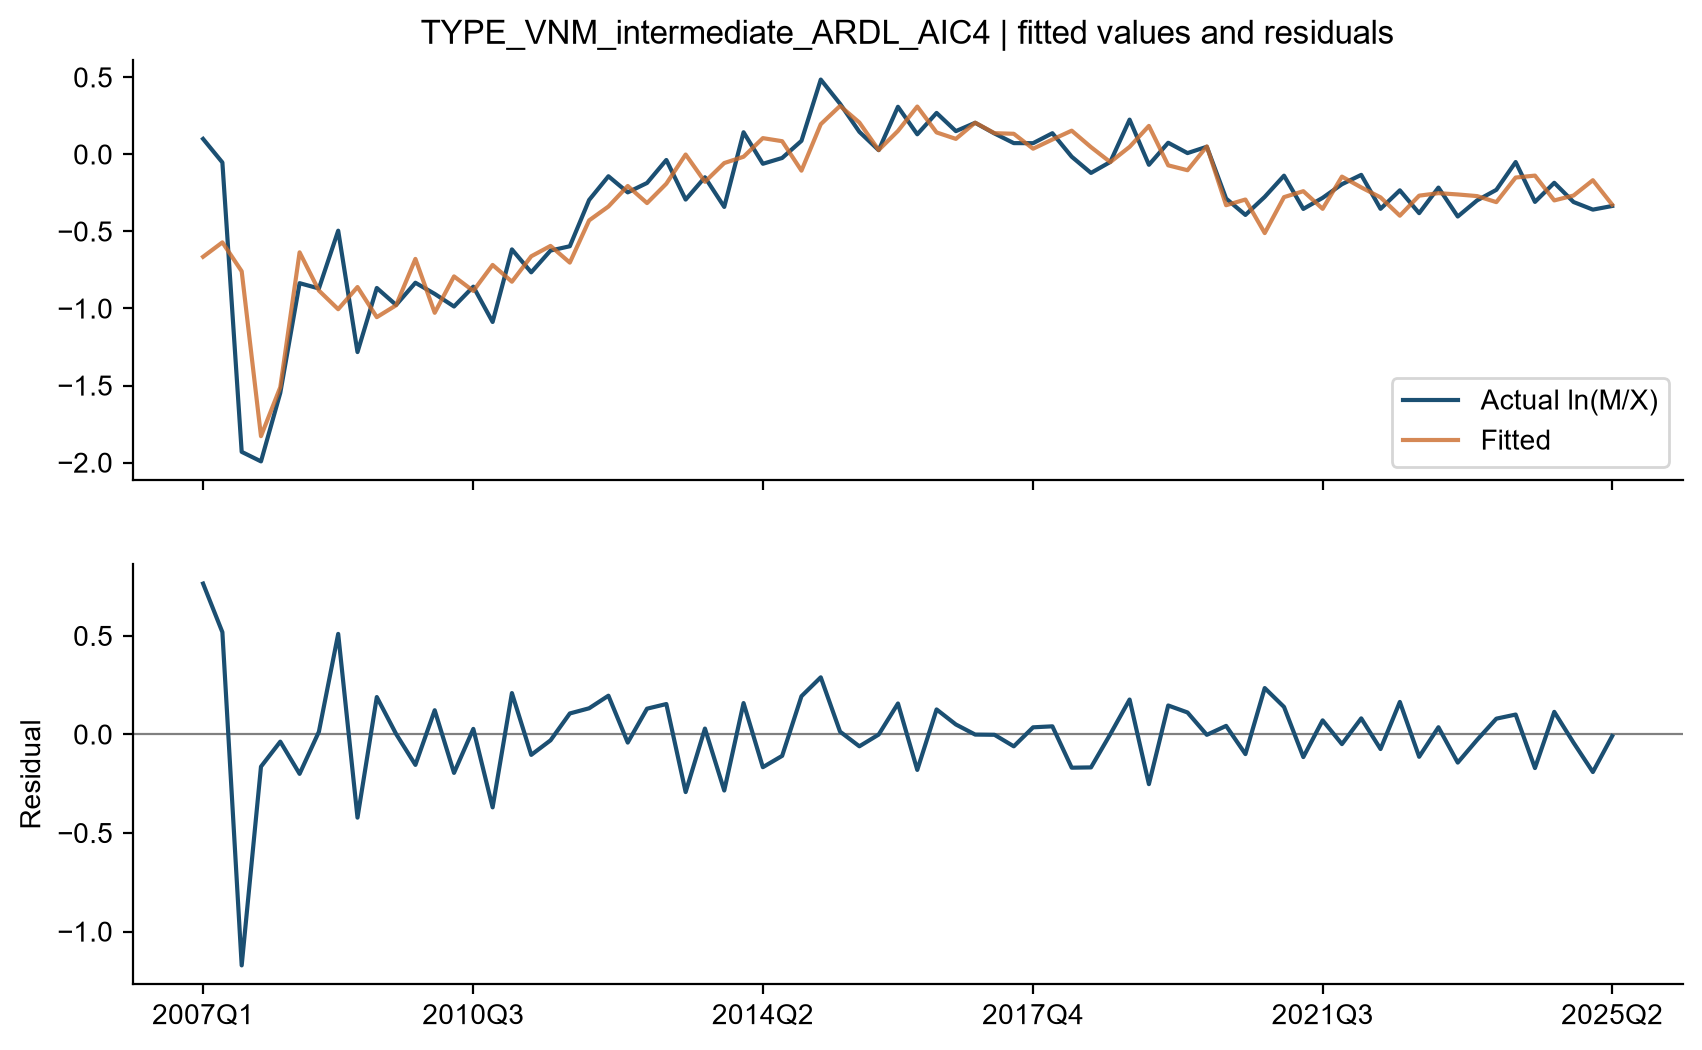 TYPE_VNM_intermediate_ARDL_AIC4 | fitted values and residuals
0.5
0.0
−0.5
−1.0
−1.5
−2.0
Actual ln(M/X)
Fitted
Residual
0.5
0.0
−0.5
−1.0
2007Q1 2010Q3 2014Q2 2017Q4 2021Q3 2025Q2